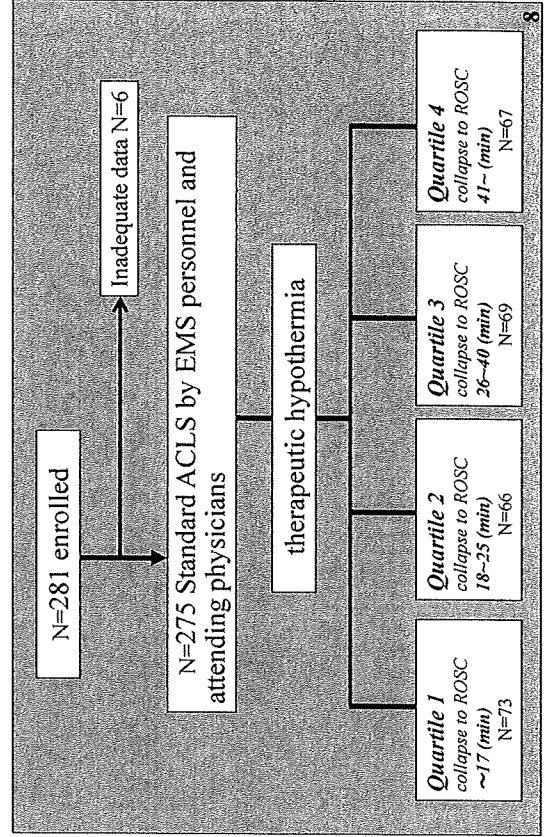 N=281 enrolled
Inadequate data N=6
N=275 Standard ACLS by EMS personnel and
attending physicians
therapeutic hypothermia
Quartile 1
collapse to ROSC
~17 (min)
N=73
Quartile 2
collapse to ROSC
18~25 (min)
N=66
Quartile 3
collapse to ROSC
26~40 (min)
N=69
Quartile 4
collapse to ROSC
41~ (min)
N=67
8